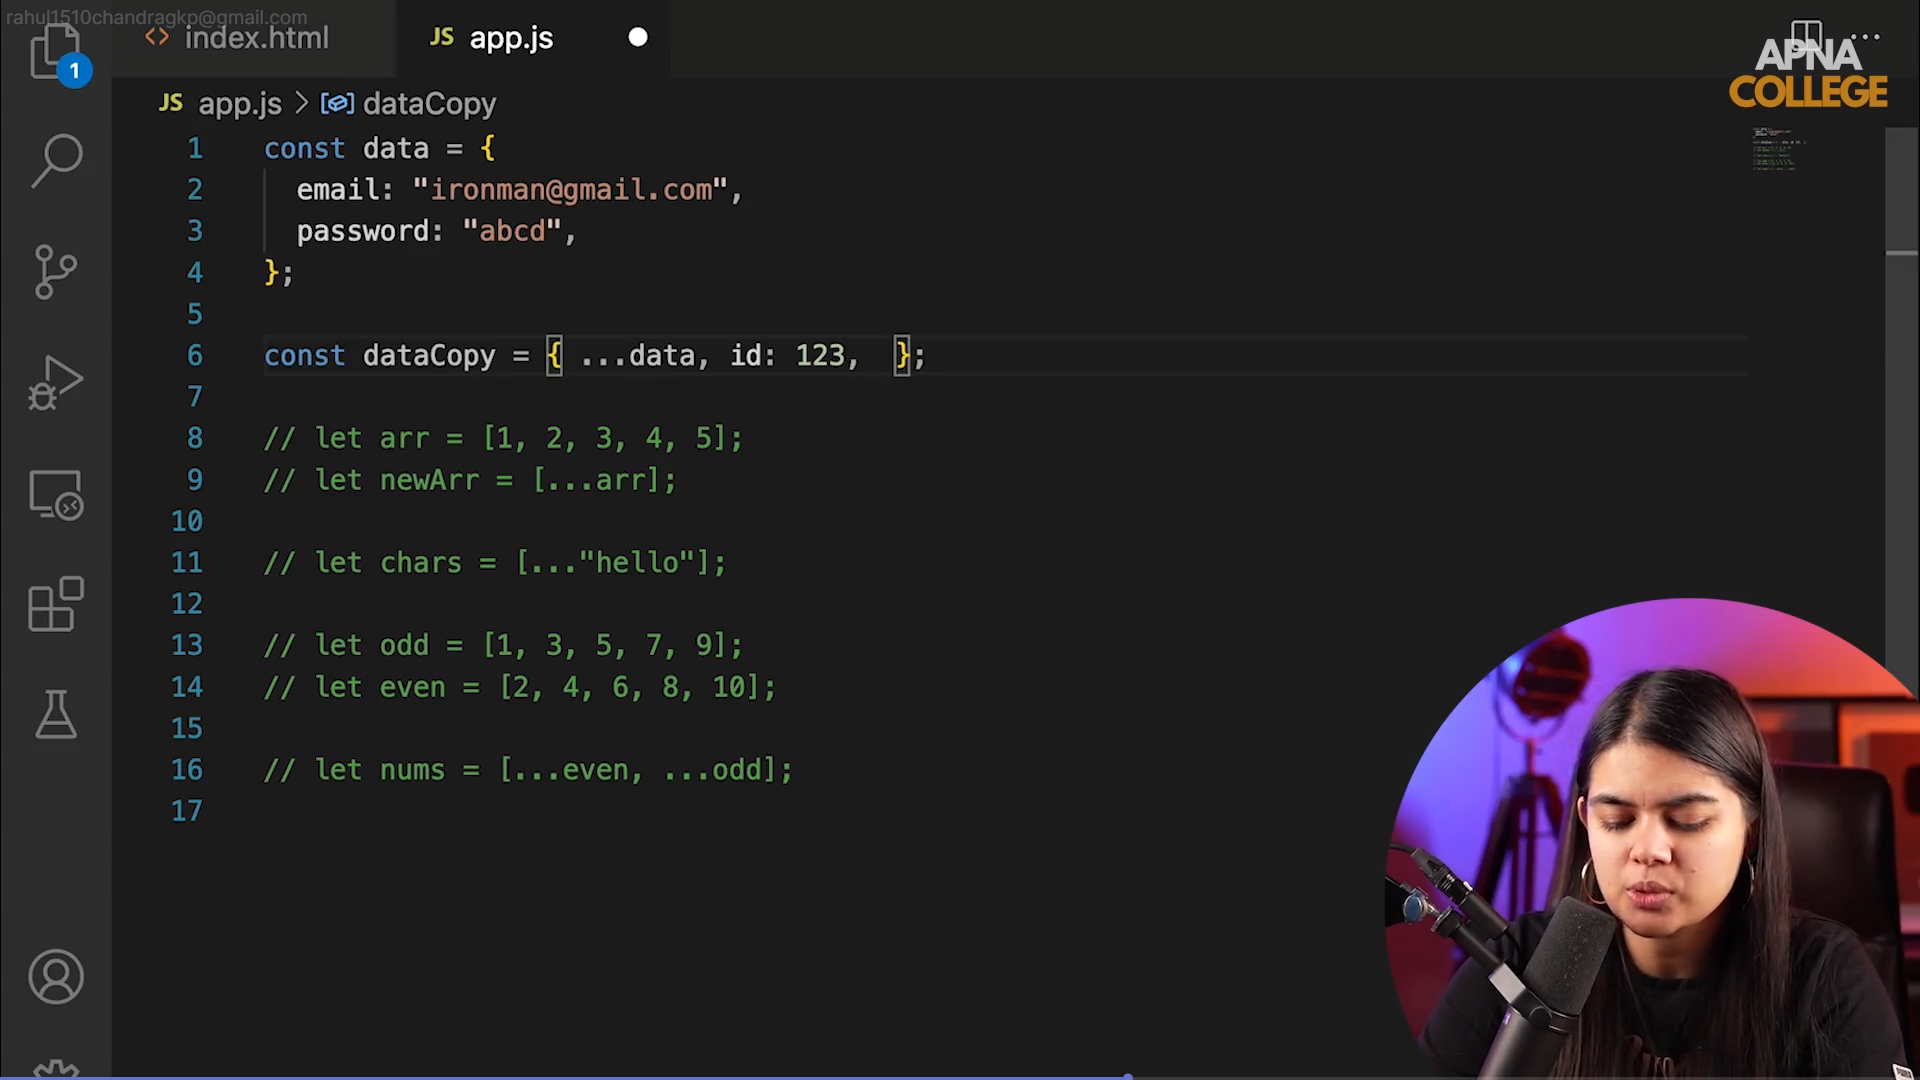 rahul1510chandragkp@gmail.com
<> index.html
JS app.js
APNA
COLLEGE
1
JS app.js > dataCopy
1 const data = {
2 email: "ironman@gmail.com",
3 password: "abcd",
4 };
5
6 const dataCopy = { ...data, id: 123,  };
7
8 // let arr = [1, 2, 3, 4, 5];
9 // let newArr = [...arr];
10
11 // let chars = [..."hello"];
12
13 // let odd = [1, 3, 5, 7, 9];
14 // let even = [2, 4, 6, 8, 10];
15
16 // let nums = [...even, ...odd];
17